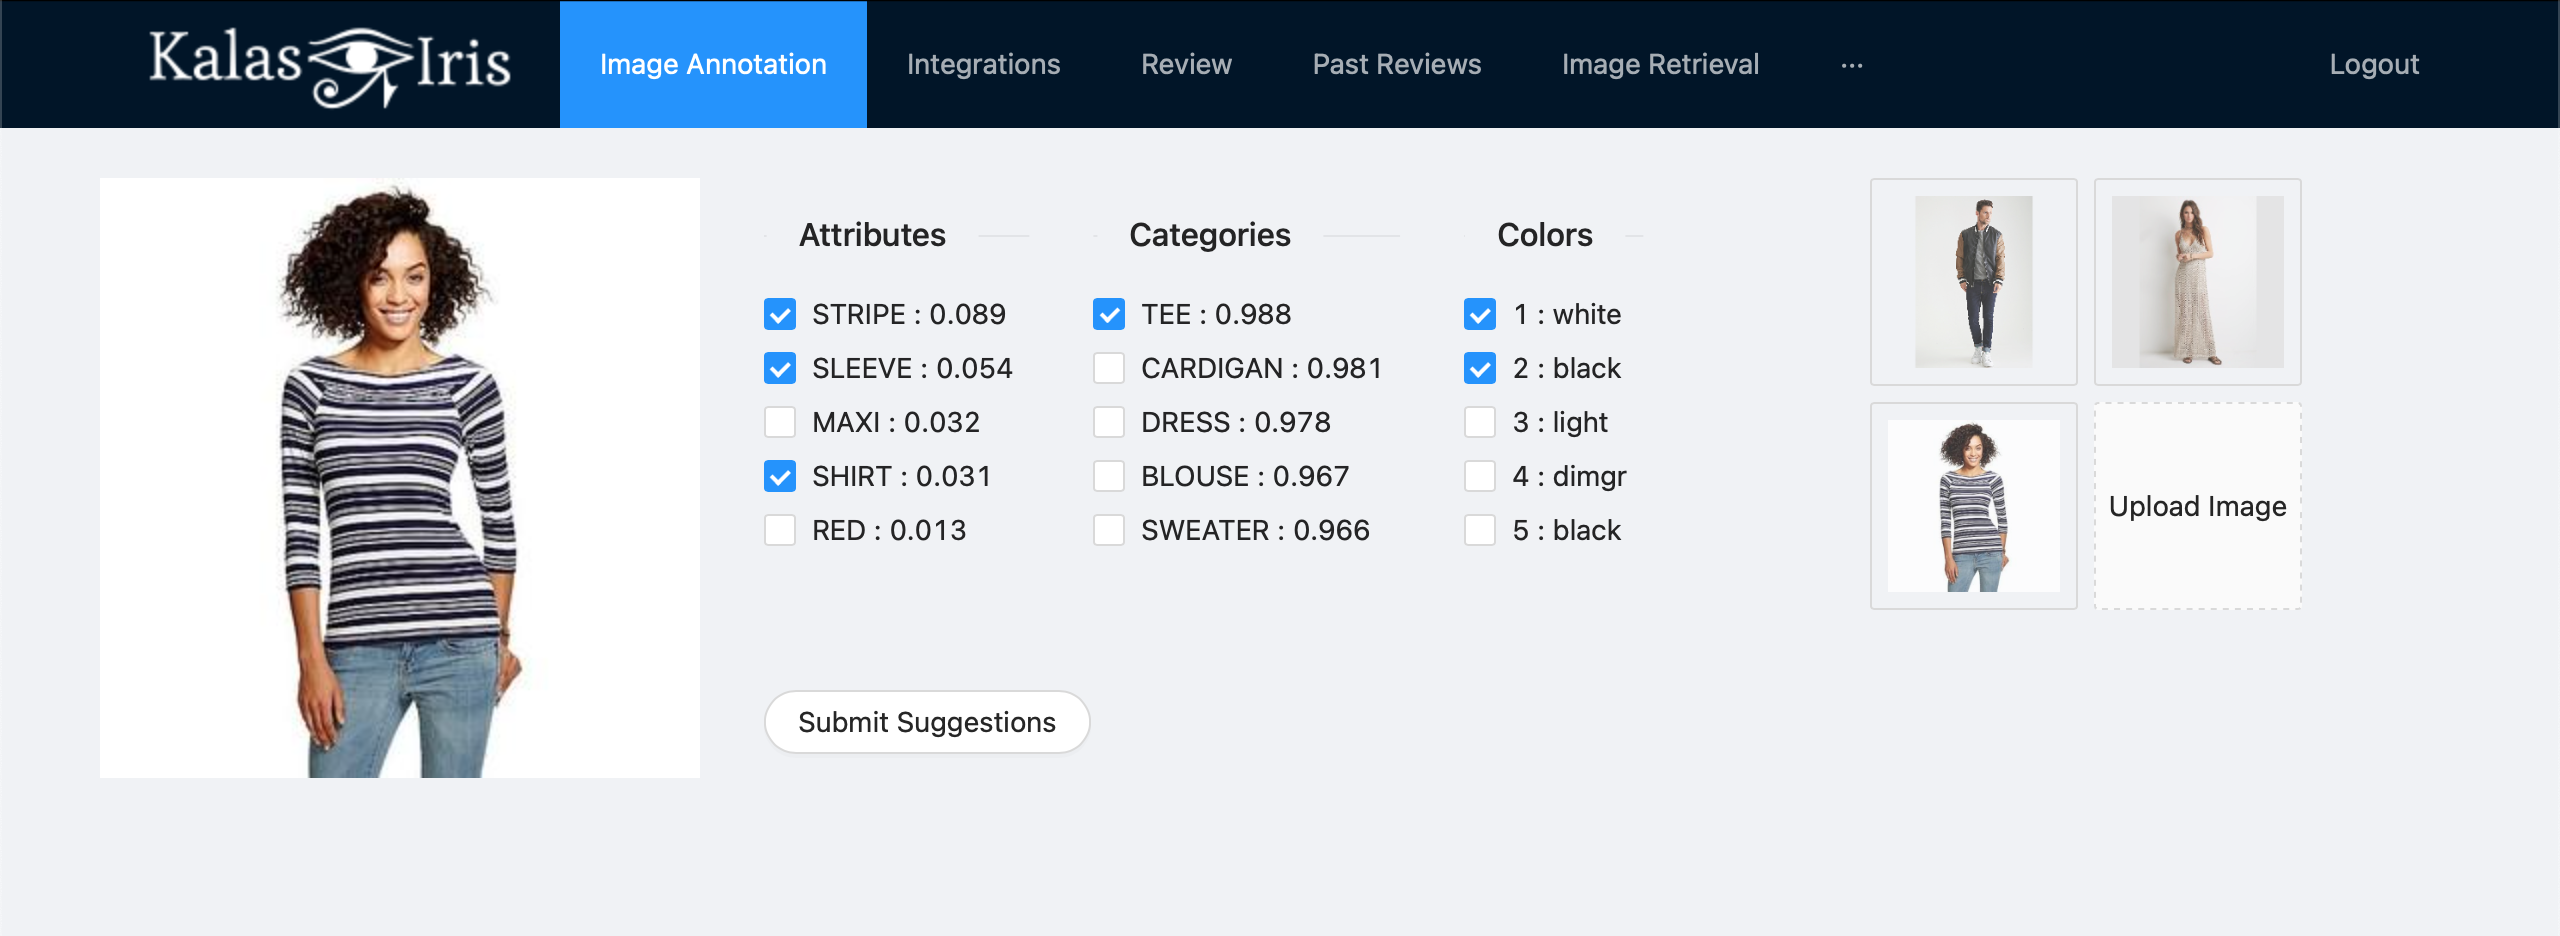 Kalas Iris
Image Annotation
Integrations
Review
Past Reviews
Image Retrieval
···
Logout
Attributes
STRIPE : 0.089
SLEEVE : 0.054
MAXI : 0.032
SHIRT : 0.031
RED : 0.013
Categories
TEE : 0.988
CARDIGAN : 0.981
DRESS : 0.978
BLOUSE : 0.967
SWEATER : 0.966
Colors
1 : white
2 : black
3 : light
4 : dimgr
5 : black
Submit Suggestions
Upload Image